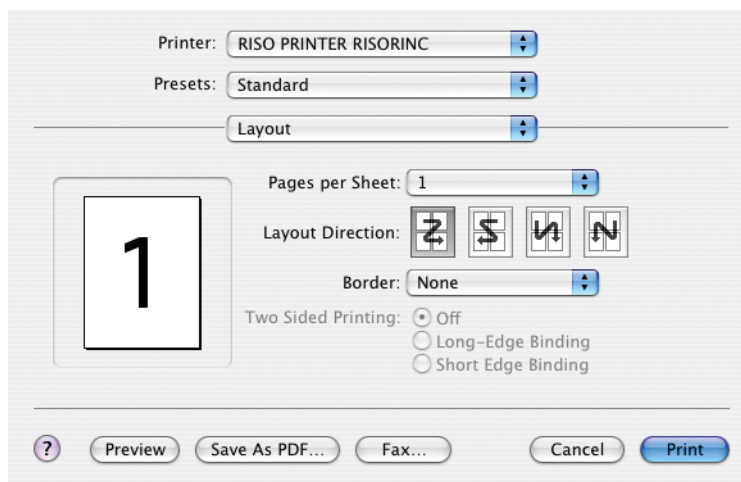 Printer: RISO PRINTER RISORINC
Presets: Standard
Layout
Pages per Sheet: 1
Layout Direction:
1
Border: None
Two Sided Printing: Off
Long-Edge Binding
Short Edge Binding
? Preview Save As PDF... Fax... Cancel Print